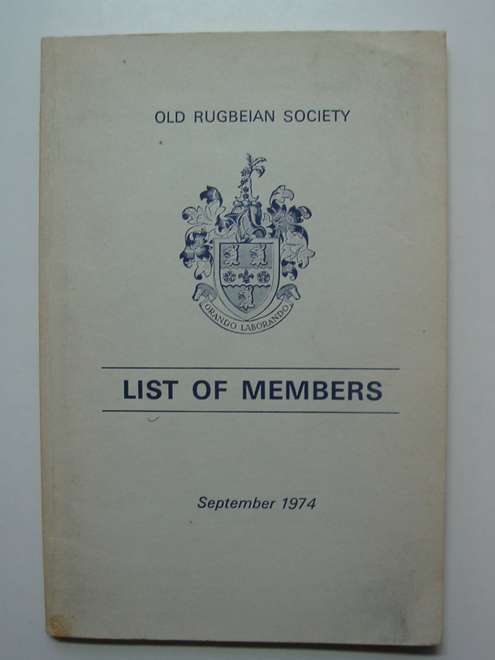 OLD RUGBEIAN SOCIETY
ORANDO LABORANDO
LIST OF MEMBERS
September 1974